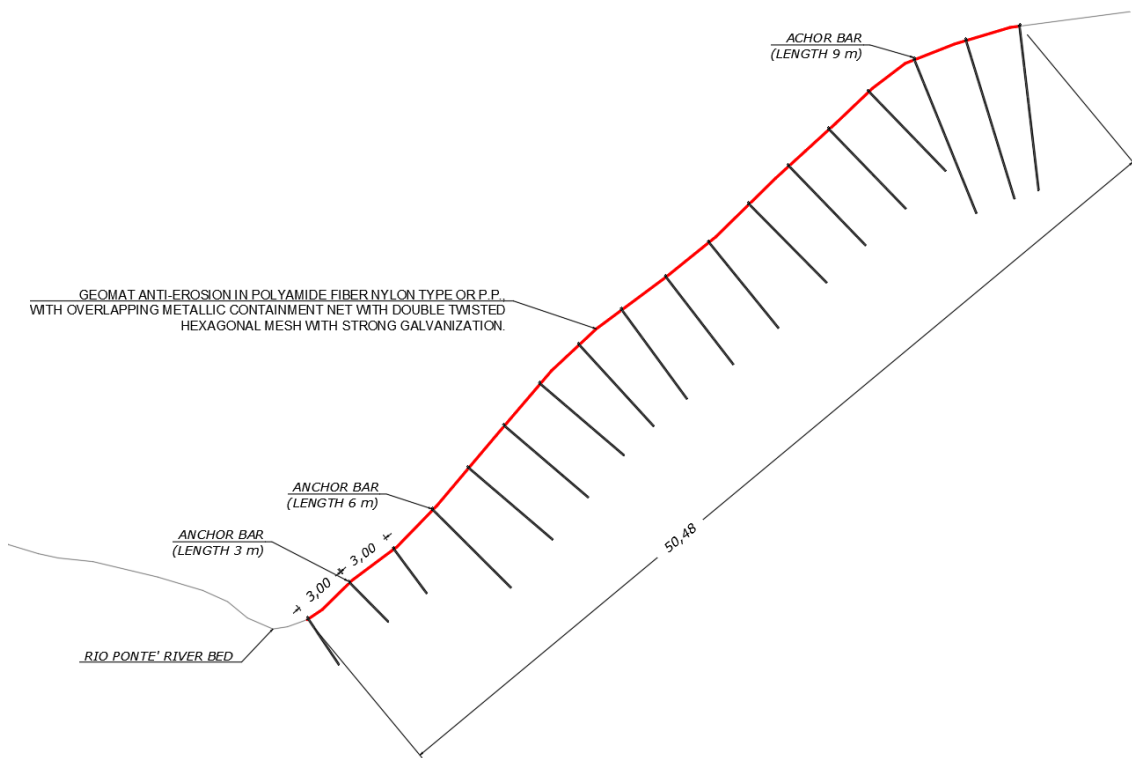 ACHOR BAR
(LENGTH 9 m)
GEOMAT ANTI-EROSION IN POLYAMIDE FIBER NYLON TYPE OR P.P.,
WITH OVERLAPPING METALLIC CONTAINMENT NET WITH DOUBLE TWISTED
HEXAGONAL MESH WITH STRONG GALVANIZATION.
ANCHOR BAR
(LENGTH 6 m)
ANCHOR BAR
(LENGTH 3 m)
3,00
3,00
50,48
RIO PONTE' RIVER BED